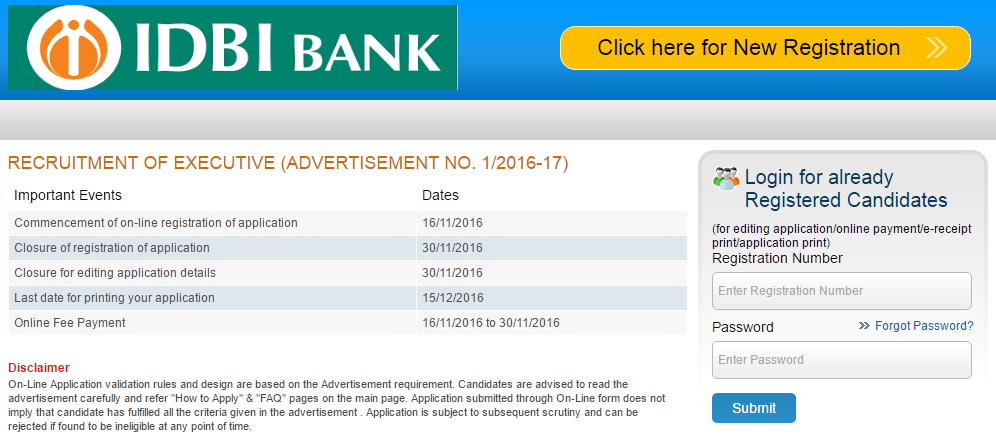 IDBI BANK
Click here for New Registration
RECRUITMENT OF EXECUTIVE (ADVERTISEMENT NO. 1/2016-17)
Important Events Dates
Commencement of on-line registration of application 16/11/2016
Closure of registration of application 30/11/2016
Closure for editing application details 30/11/2016
Last date for printing your application 15/12/2016
Online Fee Payment 16/11/2016 to 30/11/2016
Disclaimer
On-Line Application validation rules and design are based on the Advertisement requirement. Candidates are advised to read the
advertisement carefully and refer "How to Apply" & "FAQ" pages on the main page. Application submitted through On-Line form does not
imply that candidate has fulfilled all the criteria given in the advertisement . Application is subject to subsequent scrutiny and can be
rejected if found to be ineligible at any point of time.
Login for already
Registered Candidates
(for editing application/online payment/e-receipt
print/application print)
Registration Number
Enter Registration Number
Password >> Forgot Password?
Enter Password
Submit